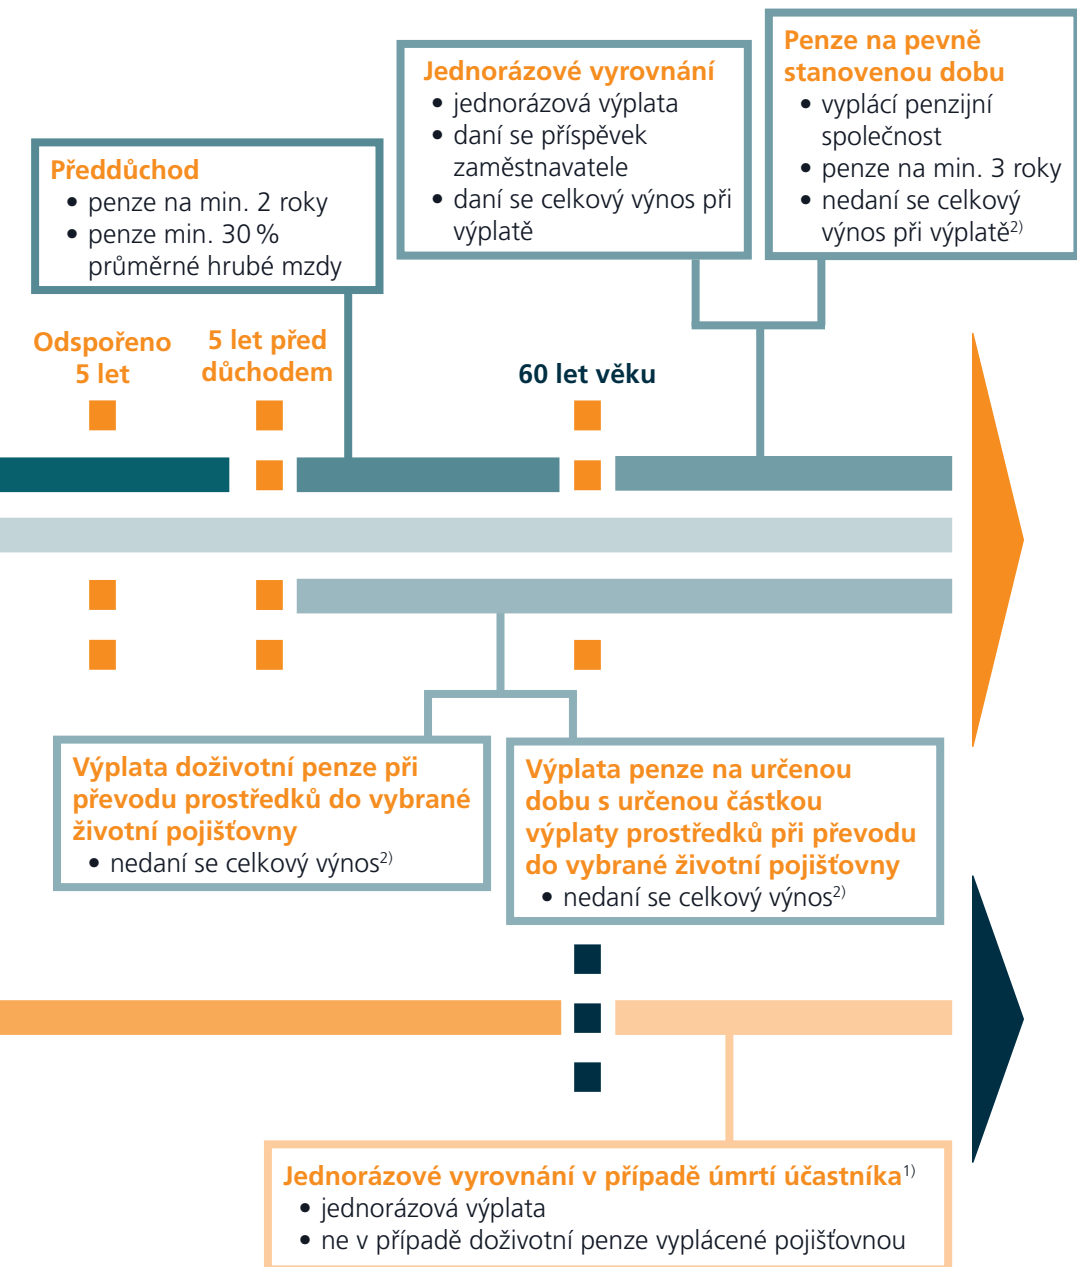 Penze na pevně
stanovenou dobu
• vyplácí penzijní
společnost
• penze na min. 3 roky
• nedaní se celkový
výnos při výplatě2)
Jednorázové vyrovnání
• jednorázová výplata
• daní se příspěvek
zaměstnavatele
• daní se celkový výnos při
výplatě
Předdůchod
• penze na min. 2 roky
• penze min. 30 %
průměrné hrubé mzdy
Odspořeno
5 let
5 let před
důchodem
60 let věku
Výplata doživotní penze při
převodu prostředků do vybrané
životní pojišťovny
• nedaní se celkový výnos2)
Výplata penze na určenou
dobu s určenou částkou
výplaty prostředků při převodu
do vybrané životní pojišťovny
• nedaní se celkový výnos2)
Jednorázové vyrovnání v případě úmrtí účastníka1)
• jednorázová výplata
• ne v případě doživotní penze vyplácené pojišťovnou